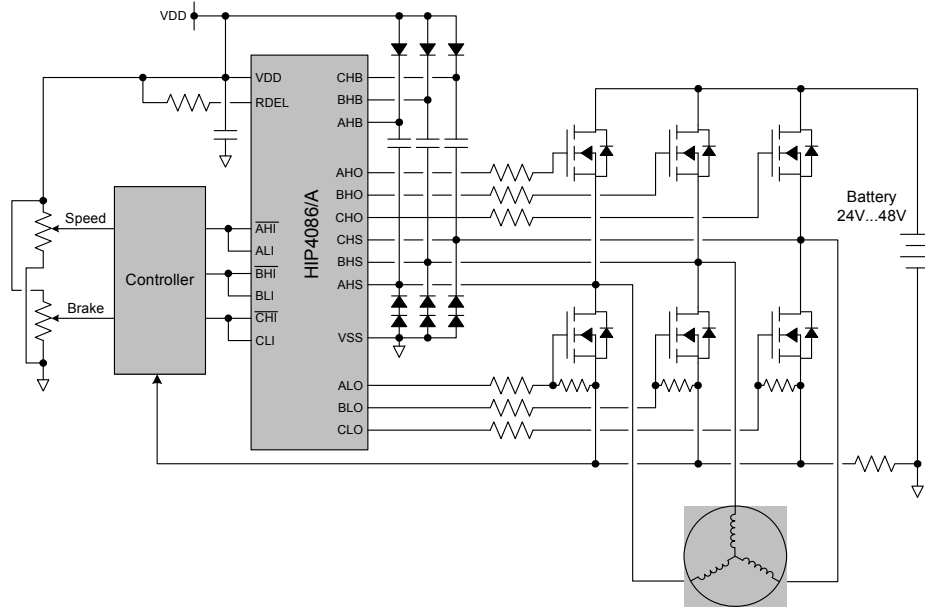 VDD
VDD
RDEL
CHB
BHB
AHB
AHO
BHO
CHO
CHS
BHS
AHS
VSS
ALO
BLO
CLO
HIP4086/A
AHI
ALI
BHI
BLI
CHI
CLI
Controller
Speed
Brake
Battery
24V...48V